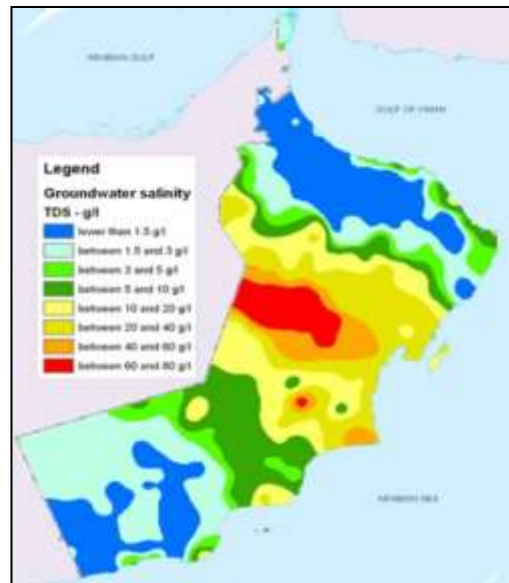 ARABIAN GULF
GULF OF OMAN
Legend
Groundwater salinity
TDS - g/l
lower than 1.5 g/l
between 1.5 and 3 g/l
between 3 and 5 g/l
between 5 and 10 g/l
between 10 and 20 g/l
between 20 and 40 g/l
between 40 and 60 g/l
between 60 and 80 g/l
ARABIAN SEA